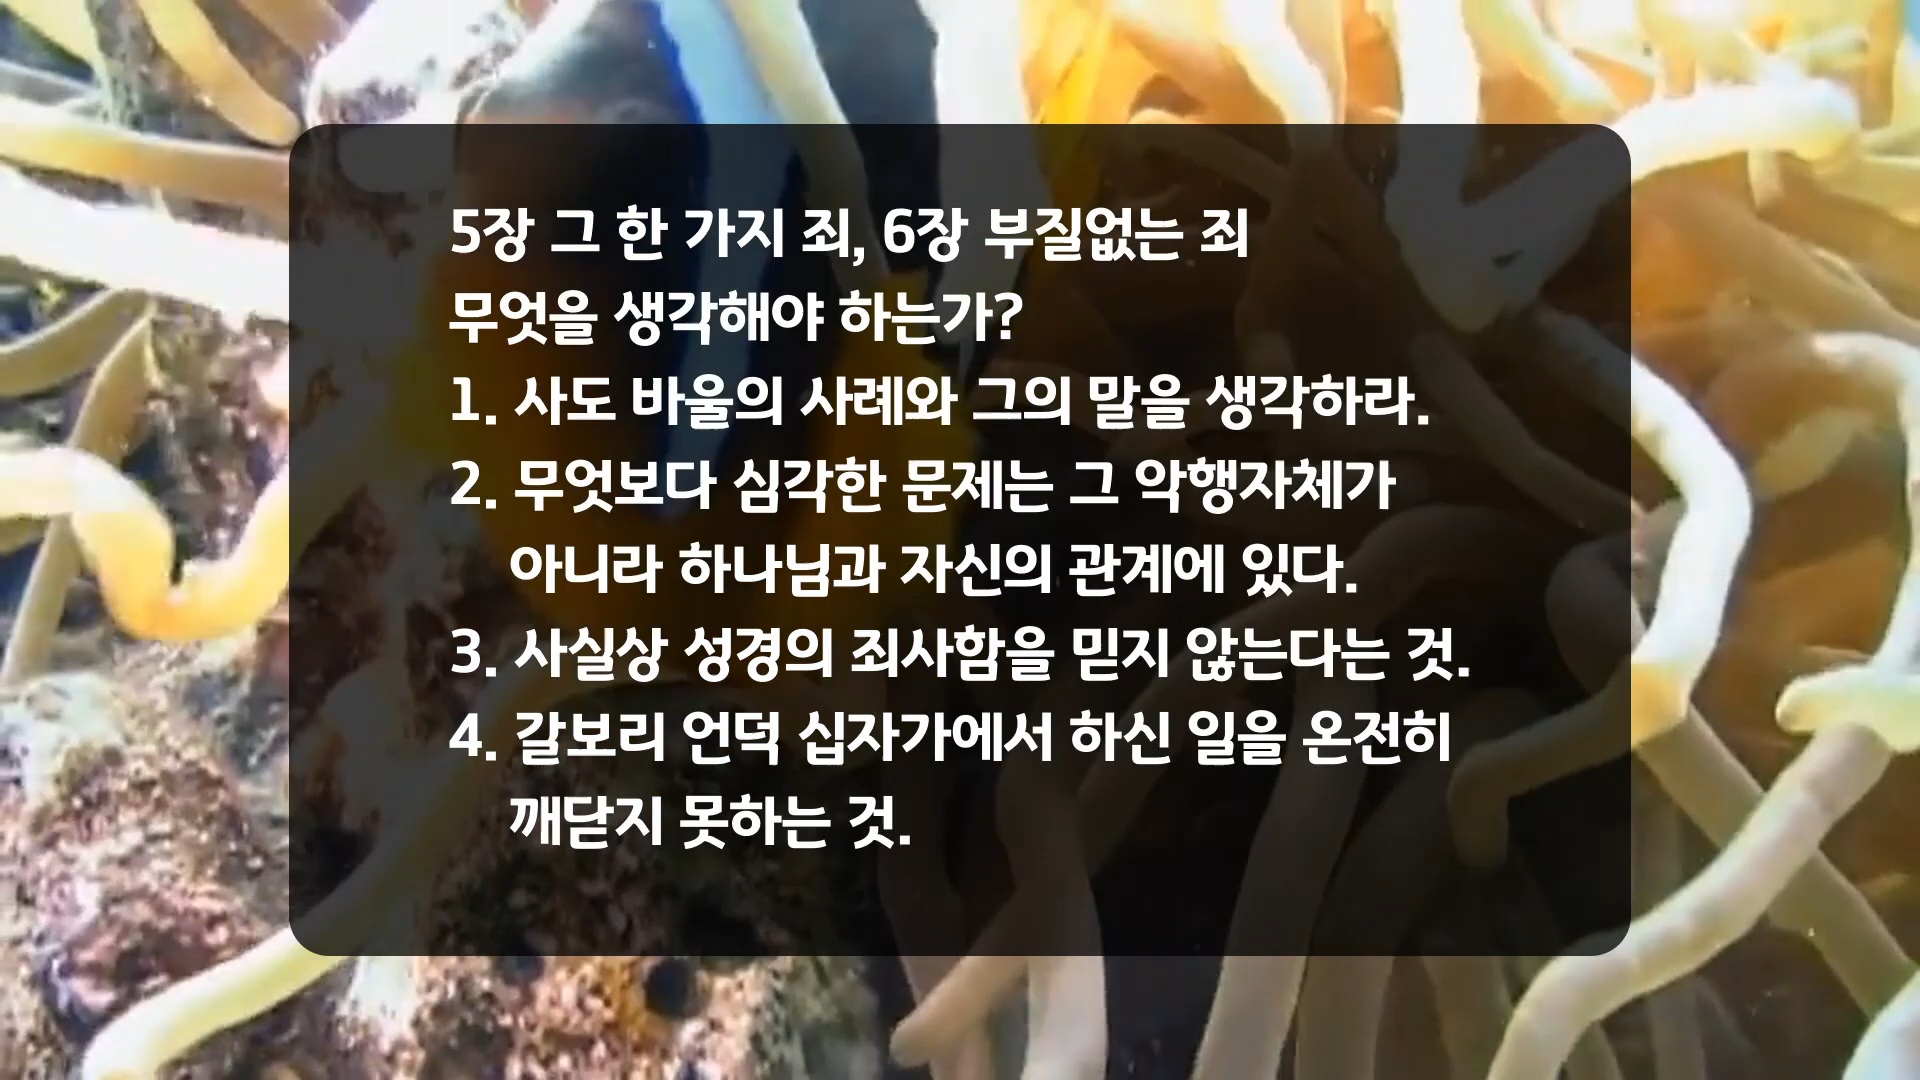 5장 그 한 가지 죄, 6장 부질없는 죄
무엇을 생각해야 하는가?
1. 사도 바울의 사례와 그의 말을 생각하라.
2. 무엇보다 심각한 문제는 그 악행자체가
아니라 하나님과 자신의 관계에 있다.
3. 사실상 성경의 죄사함을 믿지 않는다는 것.
4. 갈보리 언덕 십자가에서 하신 일을 온전히
깨닫지 못하는 것.